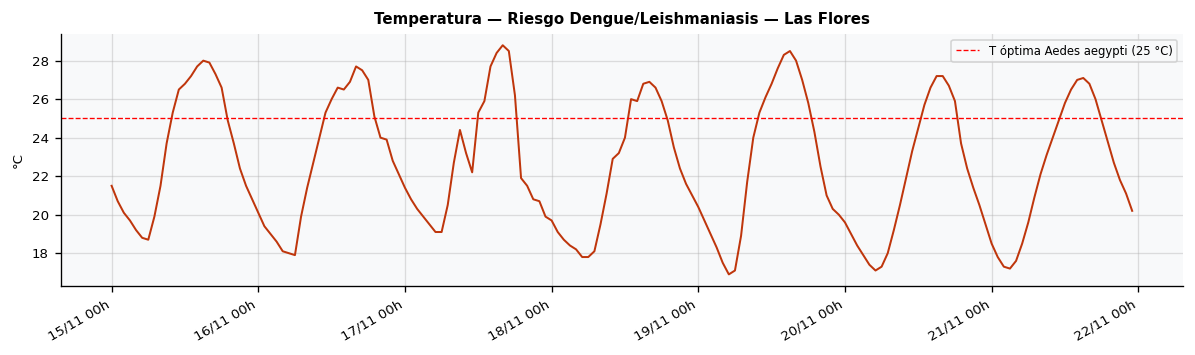 Temperatura — Riesgo Dengue/Leishmaniasis — Las Flores
T óptima Aedes aegypti (25 °C)
°C
28
26
24
22
20
18
15/11 00h
16/11 00h
17/11 00h
18/11 00h
19/11 00h
20/11 00h
21/11 00h
22/11 00h